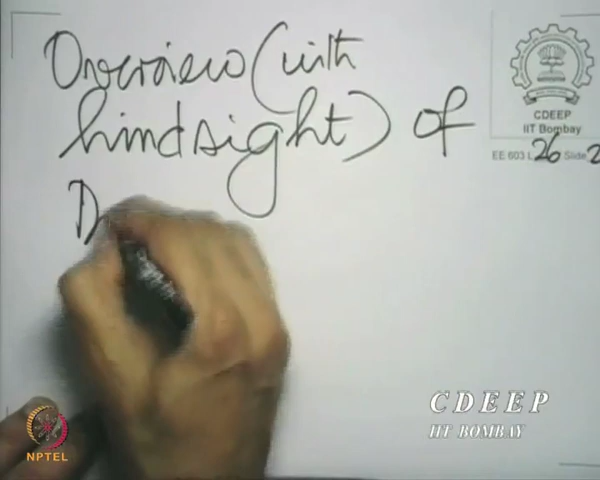 Overview (with
hindsight) of
D
CDEEP
IIT Bombay
EE 603 L 26 Slide 2
CDEEP
IIT BOMBAY
NPTEL